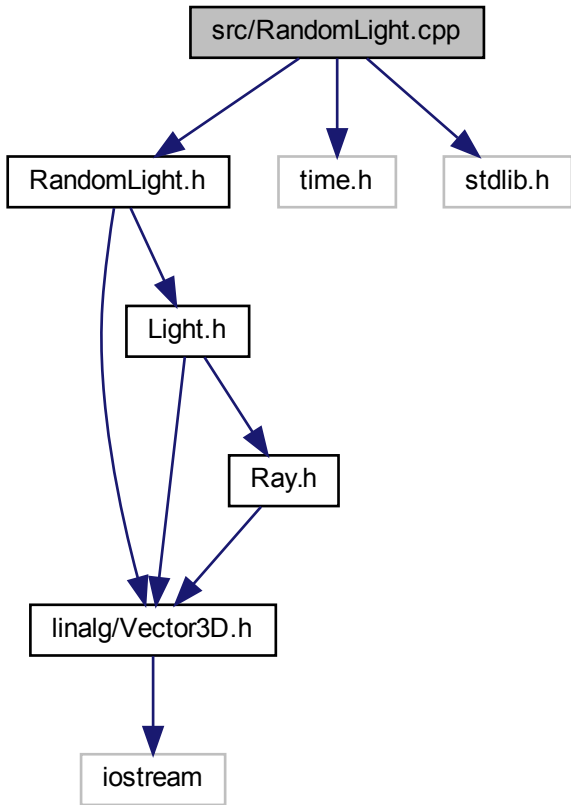 src/RandomLight.cpp
RandomLight.h
time.h
stdlib.h
Light.h
Ray.h
linalg/Vector3D.h
iostream